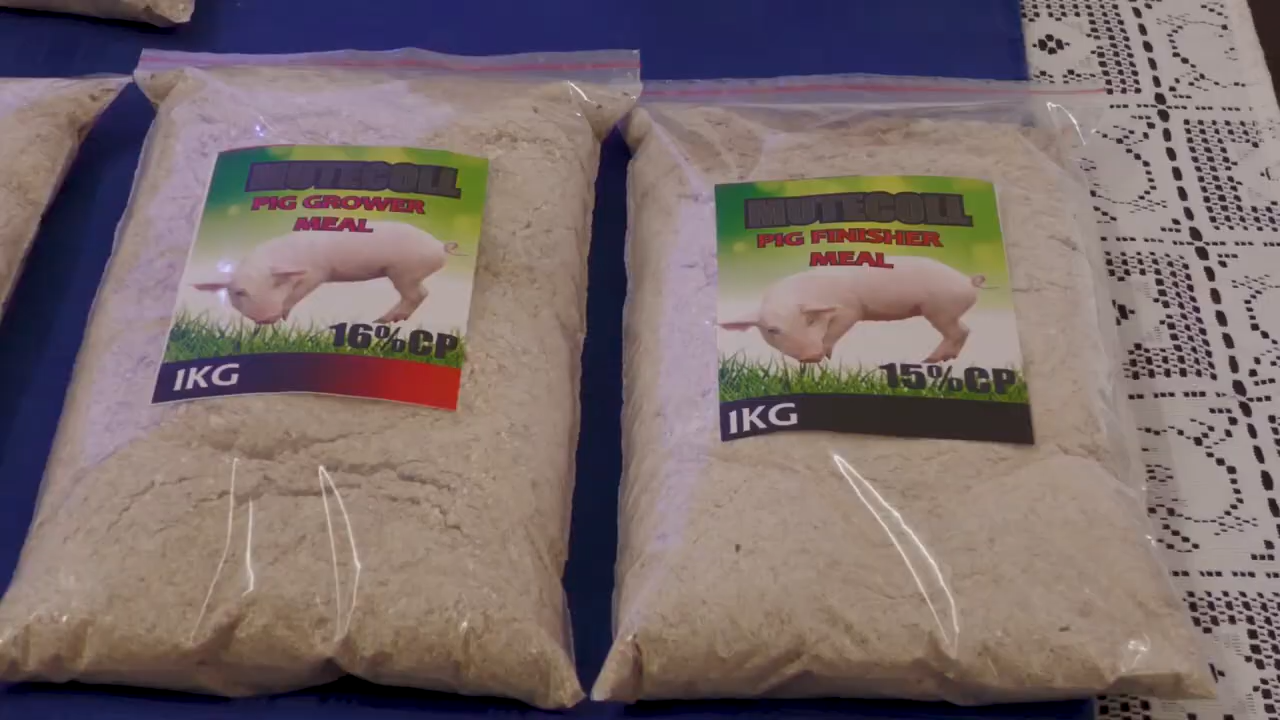 MUTECOLL
PIG GROWER
MEAL
16%CP
1KG
MUTECOLL
PIG FINISHER
MEAL
15%CP
1KG